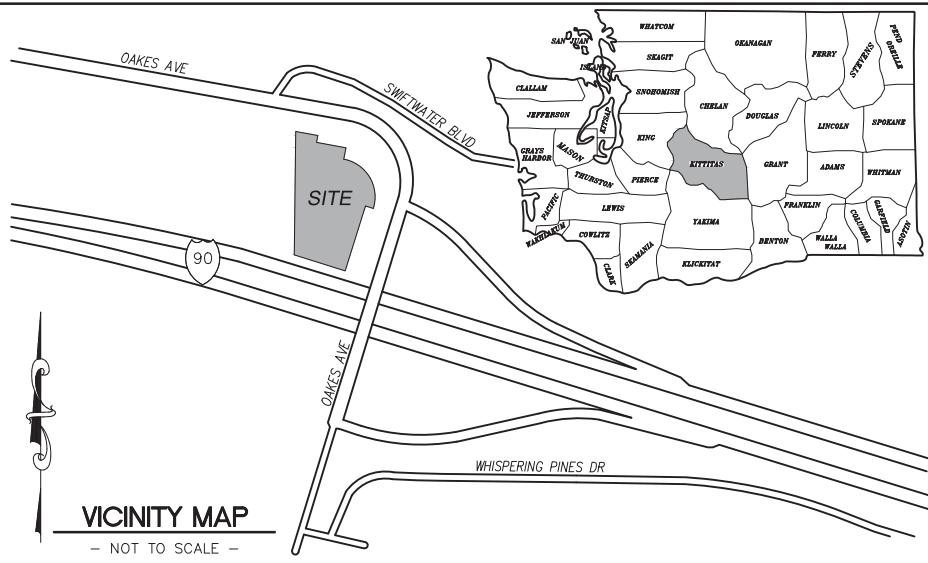 OAKES AVE
SWIFTWATER BLVD
SITE
90
OAKES AVE
WHISPERING PINES DR
VICINITY MAP
- NOT TO SCALE -
WHATCOM
SAN JUAN
SKAGIT
ISLAND
OKANAGAN
FERRY
STEVENS
PEND
OREILLE
CLALLAM
SNOHOMISH
CHELAN
JEFFERSON
KITSAP
DOUGLAS
LINCOLN
SPOKANE
KING
GRAYS
HARBOR
MASON
KITTITAS
GRANT
ADAMS
WHITMAN
THURSTON
PIERCE
PACIFIC
LEWIS
YAKIMA
FRANKLIN
WAHKIAKUM
COWLITZ
SKAMANIA
BENTON
WALLA
WALLA
COLUMBIA
GARFIELD
ASOTIN
CLARK
KLICKITAT